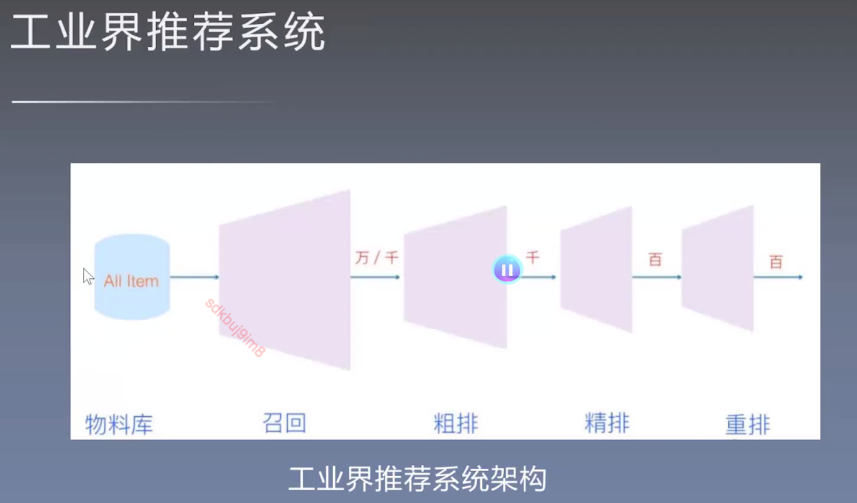 工业界推荐系统
All Item
万/千
千
百
百
sdkbuj9im8
物料库
召回
粗排
精排
重排
工业界推荐系统架构